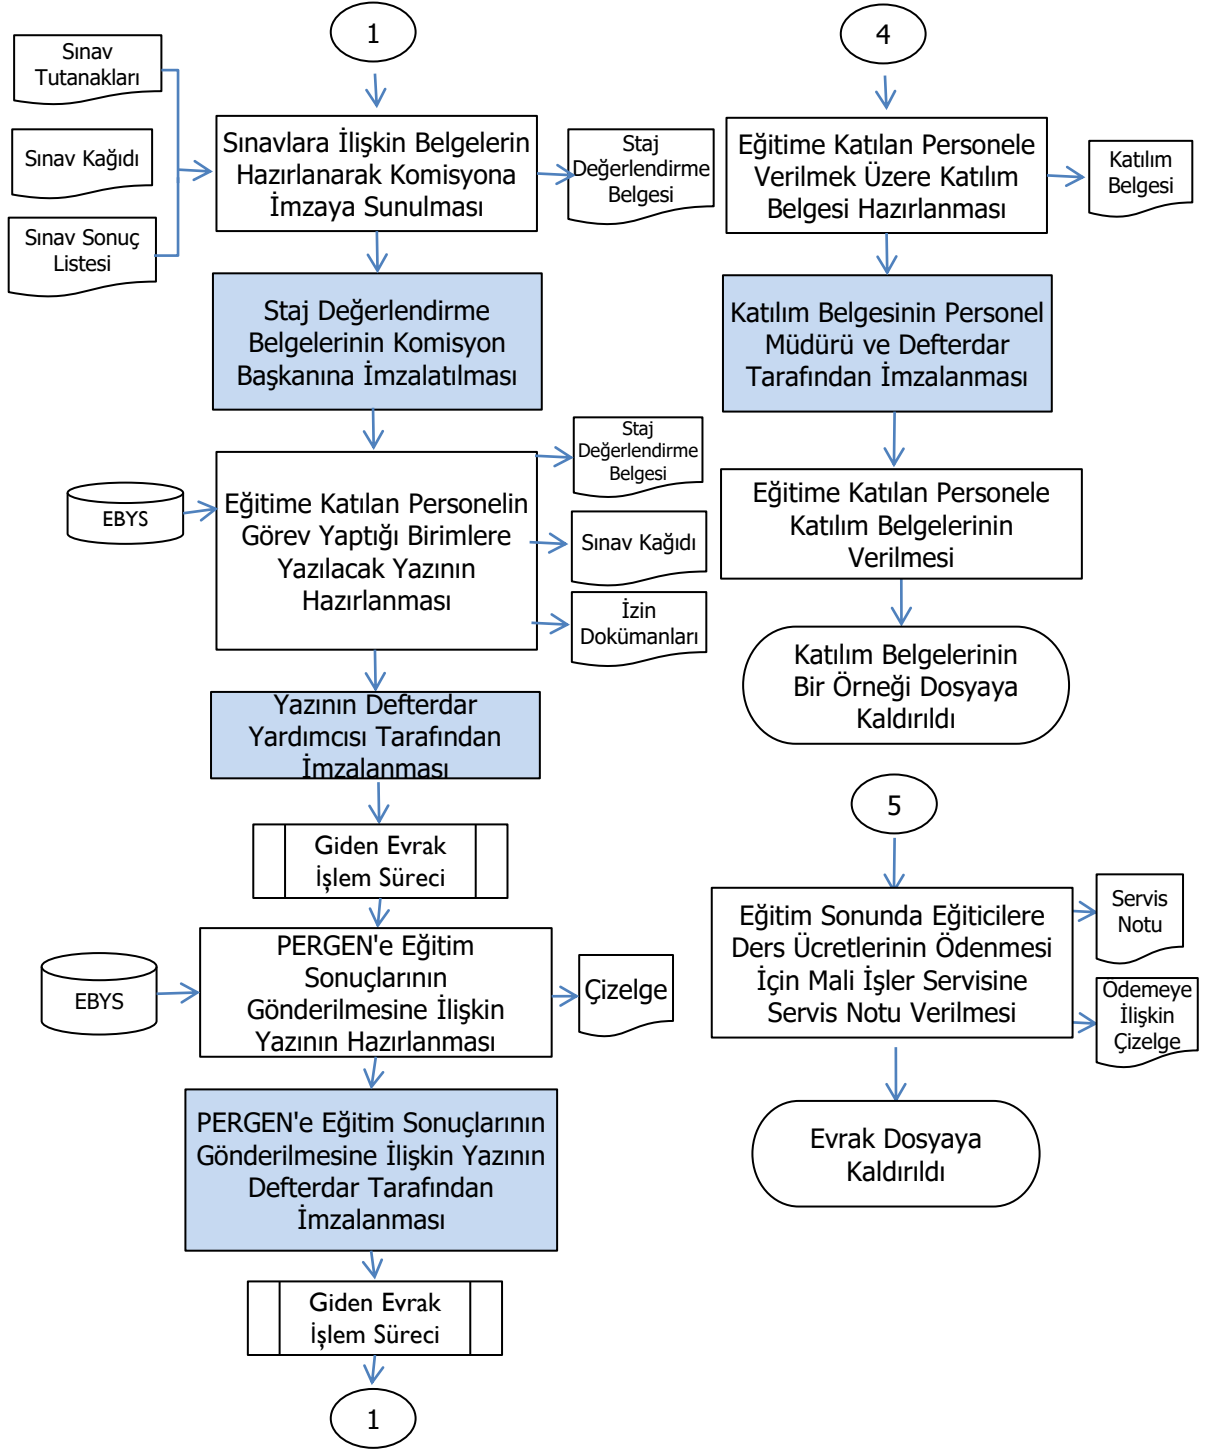 1
Sınav
Tutanakları
Sınav Kağıdı
Sınav Sonuç
Listesi
Sınavlara İlişkin Belgelerin
Hazırlanarak Komisyona
İmzaya Sunulması
Staj
Değerlendirme
Belgesi
Staj Değerlendirme
Belgelerinin Komisyon
Başkanına İmzalatılması
EBYS
Eğitime Katılan Personelin
Görev Yaptığı Birimlere
Yazılacak Yazının
Hazırlanması
Staj
Değerlendirme
Belgesi
Sınav Kağıdı
İzin
Dokümanları
Yazının Defterdar
Yardımcısı Tarafından
İmzalanması
Giden Evrak
İşlem Süreci
EBYS
PERGEN'e Eğitim
Sonuçlarının
Gönderilmesine İlişkin
Yazının Hazırlanması
Çizelge
PERGEN'e Eğitim Sonuçlarının
Gönderilmesine İlişkin Yazının
Defterdar Tarafından
İmzalanması
Giden Evrak
İşlem Süreci
1
4
Eğitime Katılan Personele
Verilmek Üzere Katılım
Belgesi Hazırlanması
Katılım
Belgesi
Katılım Belgesinin Personel
Müdürü ve Defterdar
Tarafından İmzalanması
Eğitime Katılan Personele
Katılım Belgelerinin
Verilmesi
Katılım Belgelerinin
Bir Örneği Dosyaya
Kaldırıldı
5
Eğitim Sonunda Eğiticilere
Ders Ücretlerinin Ödenmesi
İçin Mali İşler Servisine
Servis Notu Verilmesi
Servis
Notu
Ödemeye
İlişkin
Çizelge
Evrak Dosyaya
Kaldırıldı